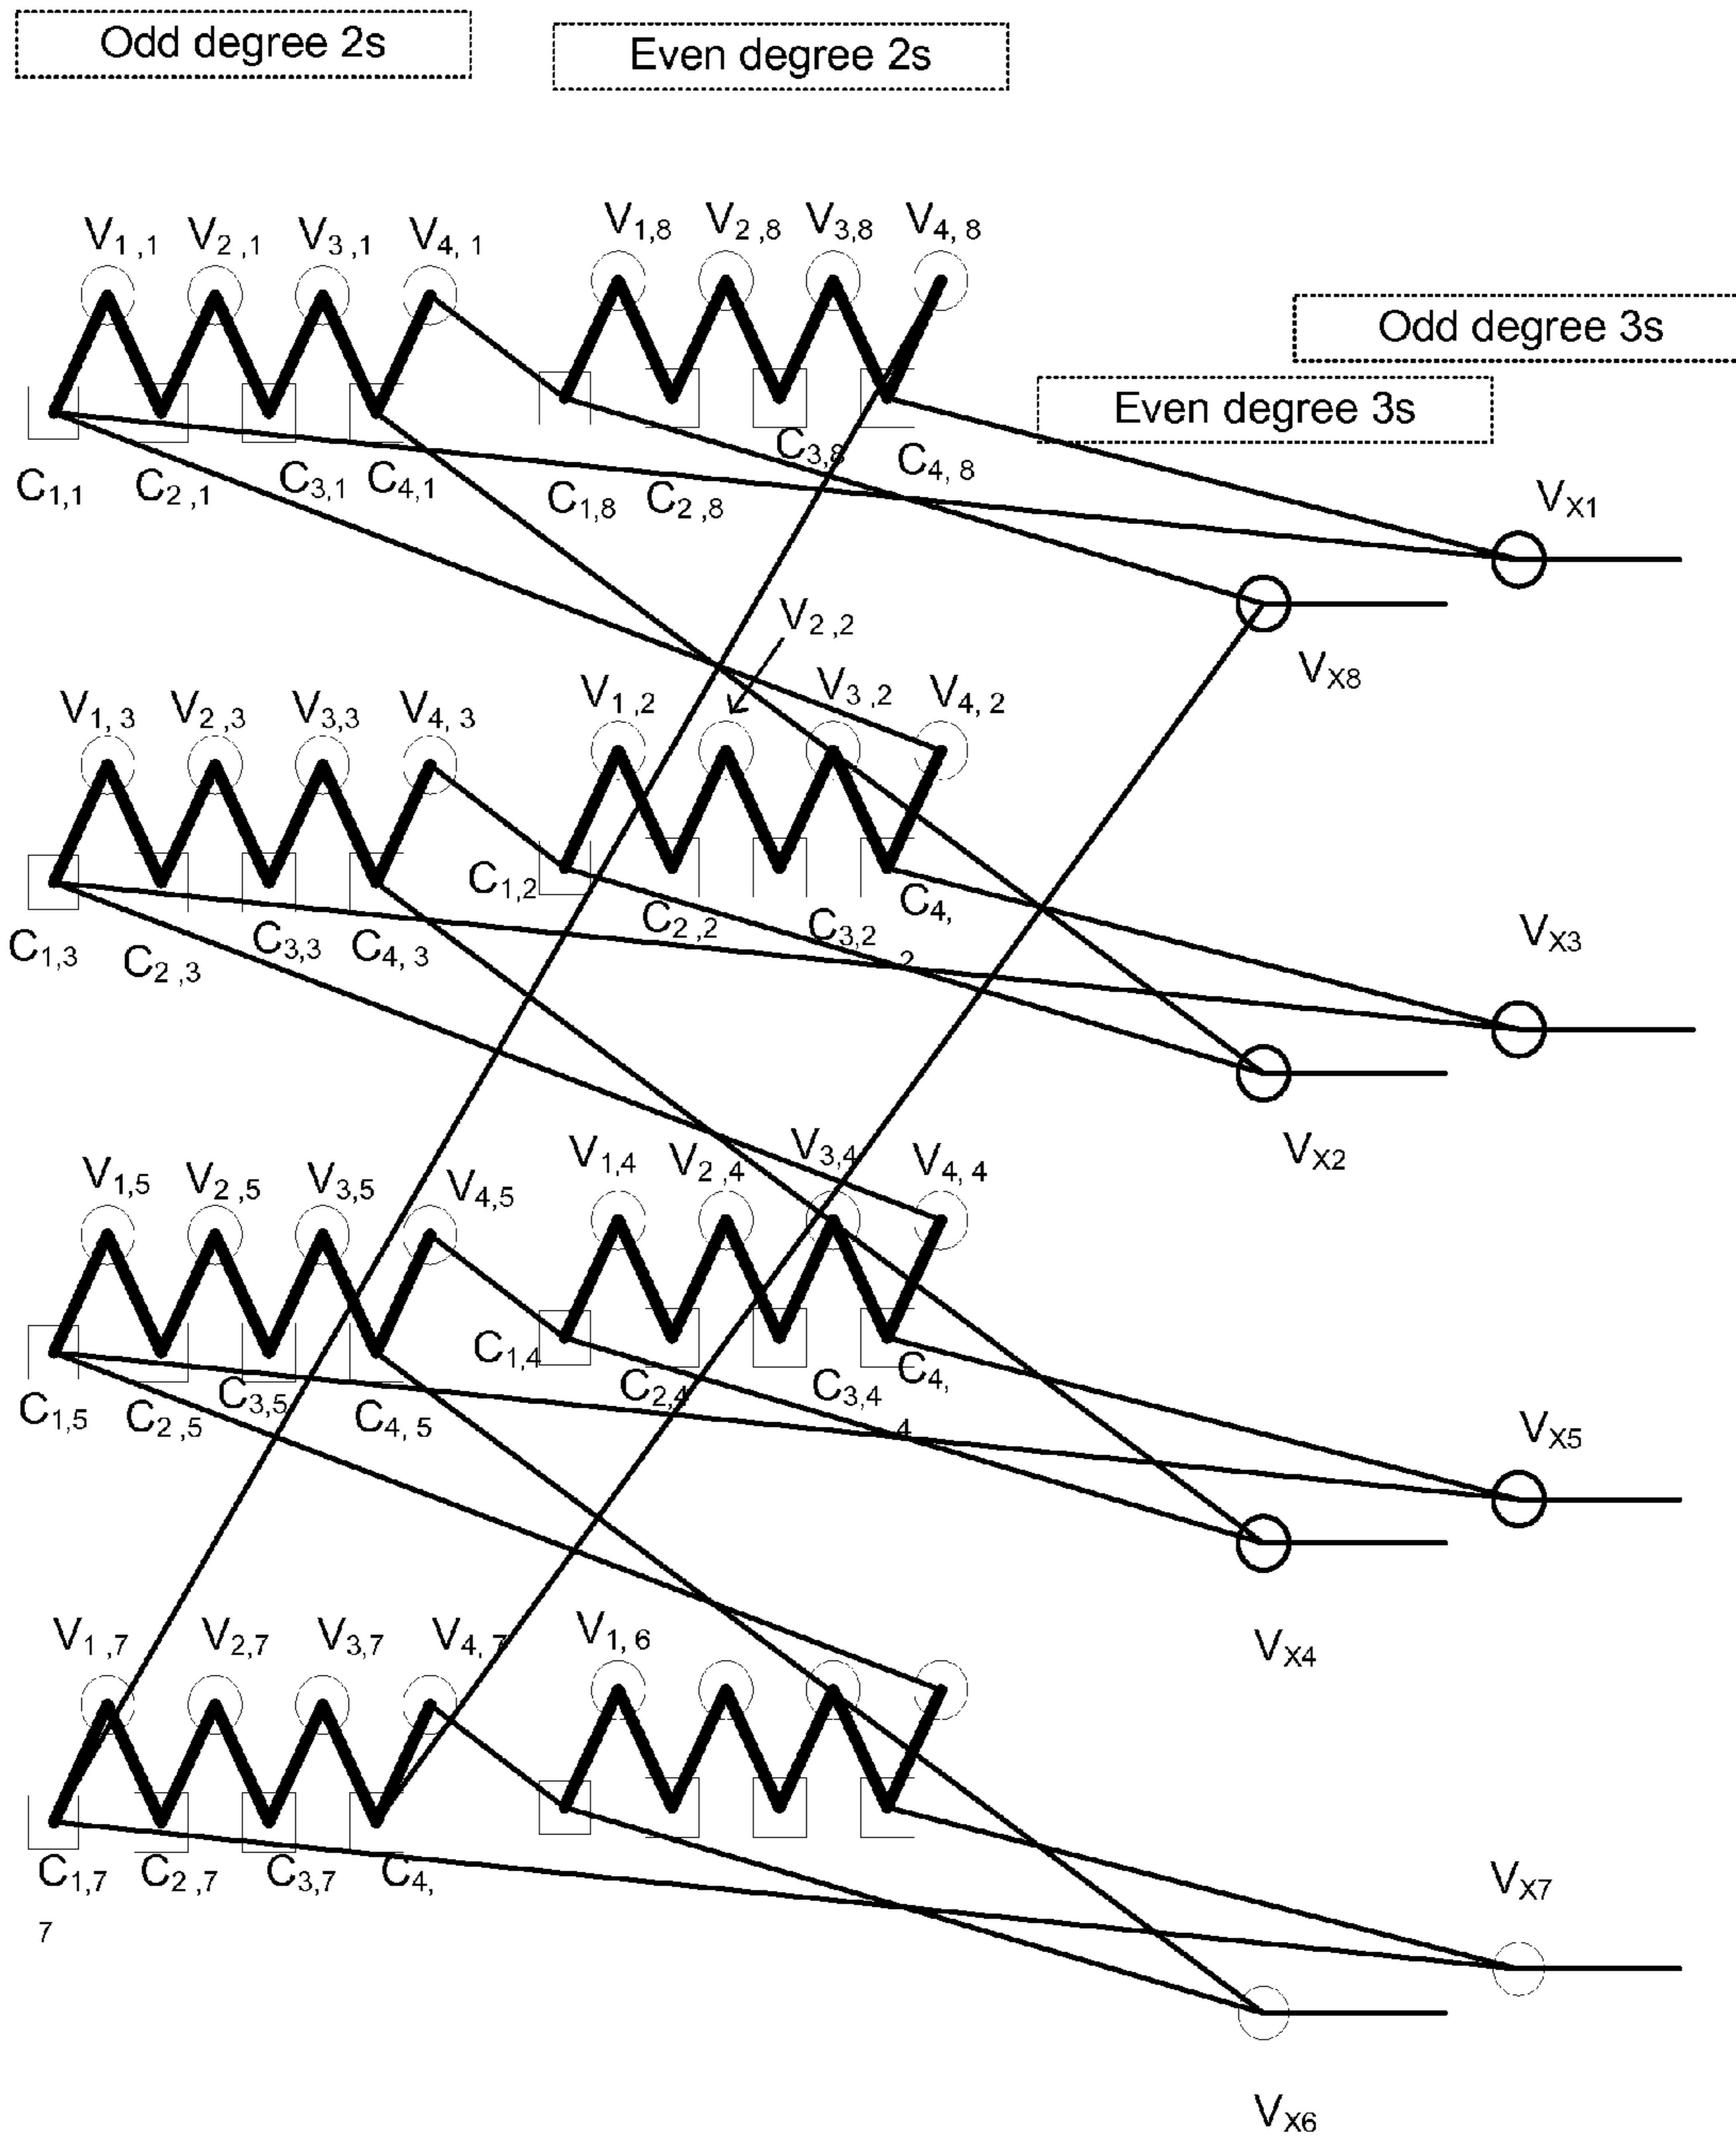 Odd degree 2s
Even degree 2s
V1,1 V2,1 V3,1 V4,1 V1,8 V2,8 V3,8 V4,8
Odd degree 3s
Even degree 3s
C1,1 C2,1 C3,1 C4,1 C1,8 C2,8 C3,8 C4,8
VX1
V2,2
VX8
V1,3 V2,3 V3,3 V4,3 V1,2 V3,2 V4,2
C1,3 C2,3 C3,3 C4,3 C1,2 C2,2 C3,2 C4,
2
VX3
VX2
V1,5 V2,5 V3,5 V4,5 V1,4 V2,4 V3,4 V4,4
C1,5 C2,5 C3,5 C4,5 C1,4 C2,4 C3,4 C4,
4
VX5
VX4
V1,7 V2,7 V3,7 V4,7 V1,6
C1,7 C2,7 C3,7 C4,
7
VX7
VX6